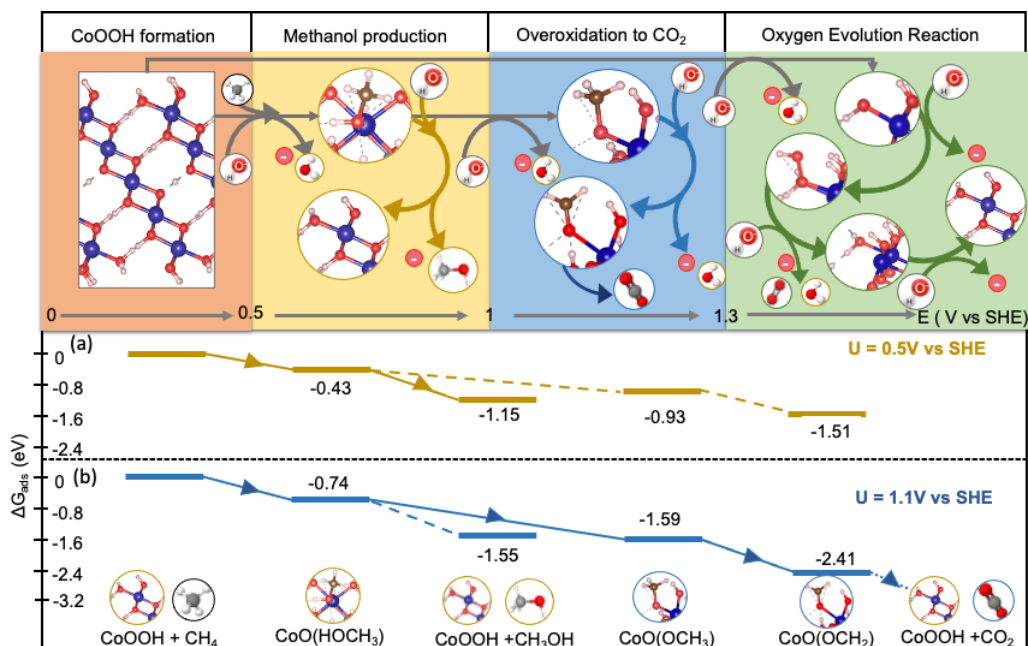 CoOOH formation
Methanol production
Overoxidation to CO₂
Oxygen Evolution Reaction
0
0.5
1
1.3
E ( V vs SHE)
(a)
U = 0.5V vs SHE
0
-0.8
-1.6
-2.4
-0.43
-1.15
-0.93
-1.51
ΔGads (eV)
(b)
U = 1.1V vs SHE
0
-0.8
-1.6
-2.4
-3.2
-0.74
-1.55
-1.59
-2.41
CoOOH + CH₄
CoO(HOCH₃)
CoOOH +CH₃OH
CoO(OCH₃)
CoO(OCH₂)
CoOOH +CO₂